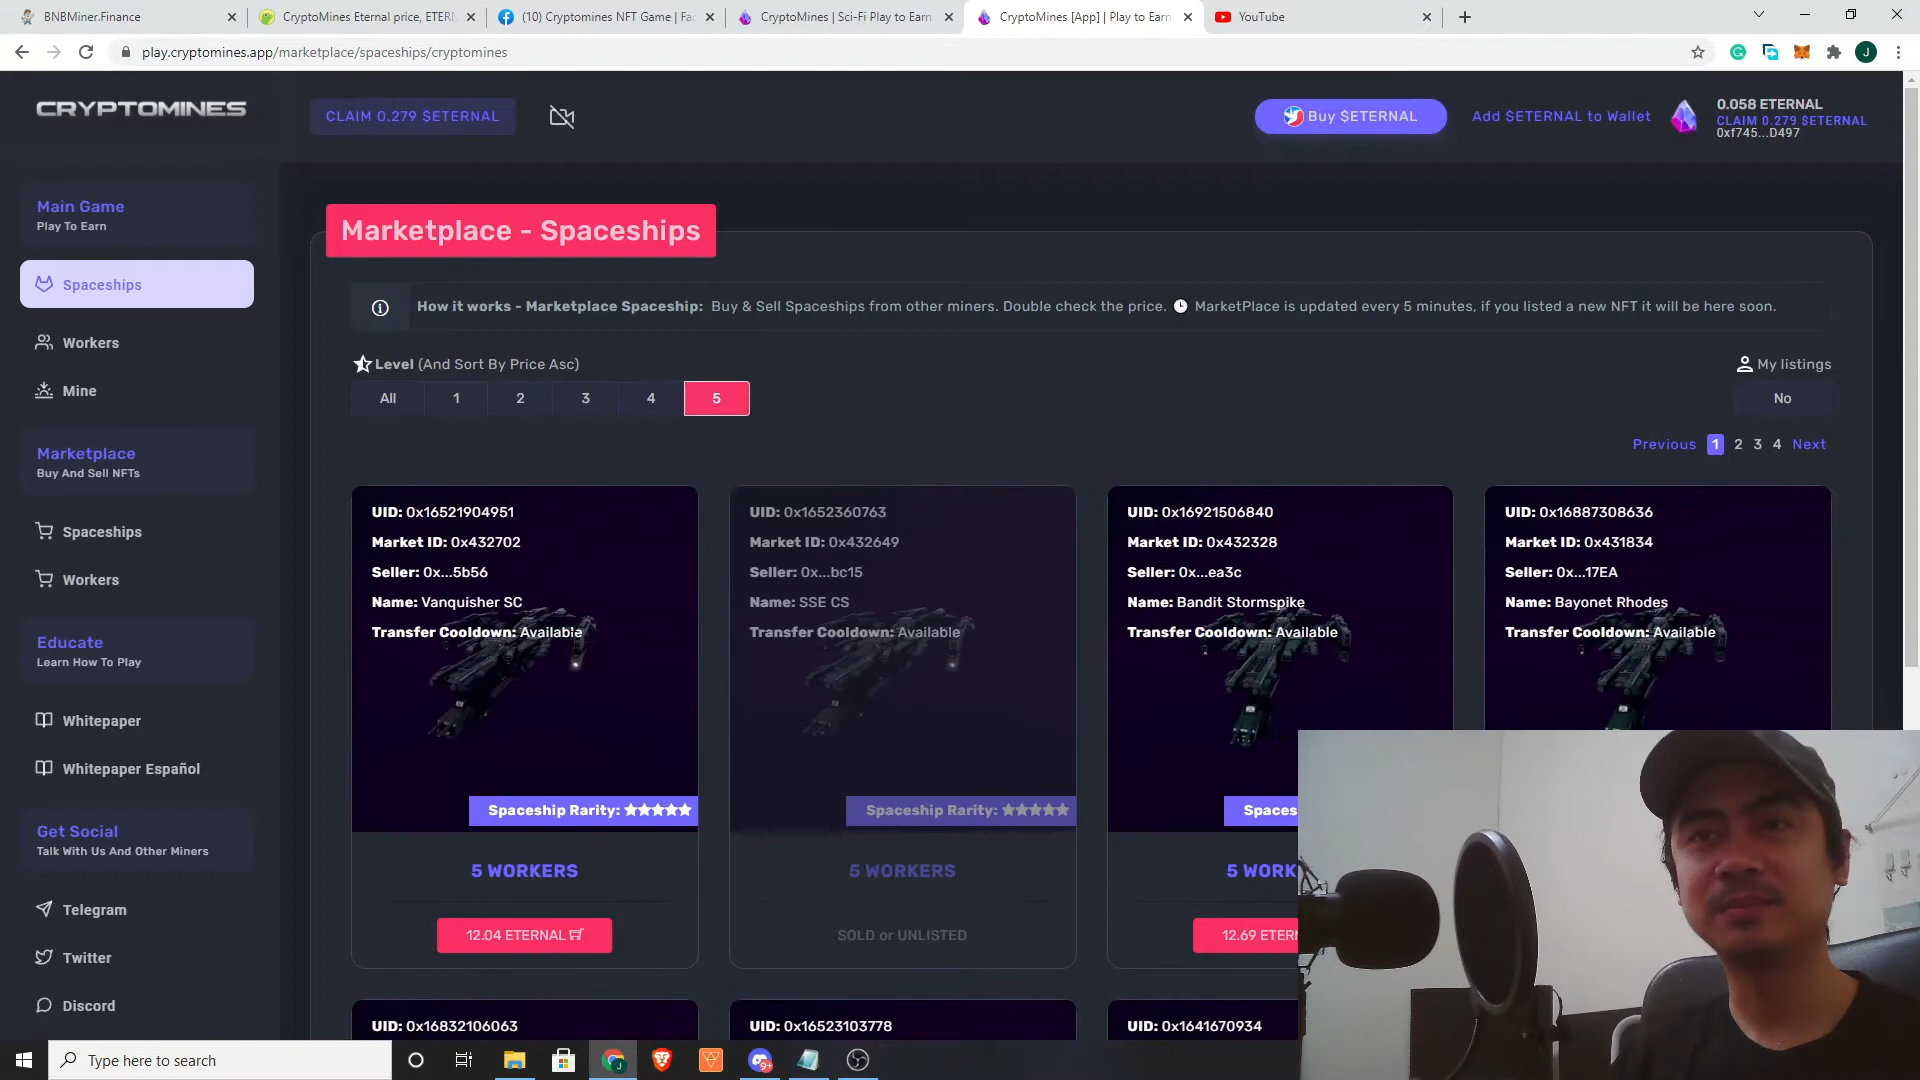 BNBMiner.Finance
CryptoMines Eternal price, ETERN
(10) Cryptomines NFT Game | Fac
CryptoMines | Sci-Fi Play to Earn
CryptoMines [App] | Play to Earn
YouTube
play.cryptomines.app/marketplace/spaceships/cryptomines
J
CRYPTOMINES
CLAIM 0.279 $ETERNAL
Buy $ETERNAL
Add $ETERNAL to Wallet
0.058 ETERNAL
CLAIM 0.279 $ETERNAL
0xf745...D497
Main Game
Play To Earn
Spaceships
Workers
Mine
Marketplace
Buy And Sell NFTs
Spaceships
Workers
Educate
Learn How To Play
Whitepaper
Whitepaper Español
Get Social
Talk With Us And Other Miners
Telegram
Twitter
Discord
Marketplace - Spaceships
How it works - Marketplace Spaceship: Buy & Sell Spaceships from other miners. Double check the price. MarketPlace is updated every 5 minutes, if you listed a new NFT it will be here soon.
Level (And Sort By Price Asc)
My listings
All 1 2 3 4 5
No
Previous 1 2 3 4 Next
UID: 0x16521904951
Market ID: 0x432702
Seller: 0x...5b56
Name: Vanquisher SC
Transfer Cooldown: Available
Spaceship Rarity: ★★★★★
5 WORKERS
12.04 ETERNAL
UID: 0x1652360763
Market ID: 0x432649
Seller: 0x...bc15
Name: SSE CS
Transfer Cooldown: Available
Spaceship Rarity: ★★★★★
5 WORKERS
SOLD or UNLISTED
UID: 0x16921506840
Market ID: 0x432328
Seller: 0x...ea3c
Name: Bandit Stormspike
Transfer Cooldown: Available
Spaces
5 WORK
12.69 ETERN
UID: 0x16887308636
Market ID: 0x431834
Seller: 0x...17EA
Name: Bayonet Rhodes
Transfer Cooldown: Available
UID: 0x16832106063
UID: 0x16523103778
UID: 0x1641670934
Type here to search
J
9+